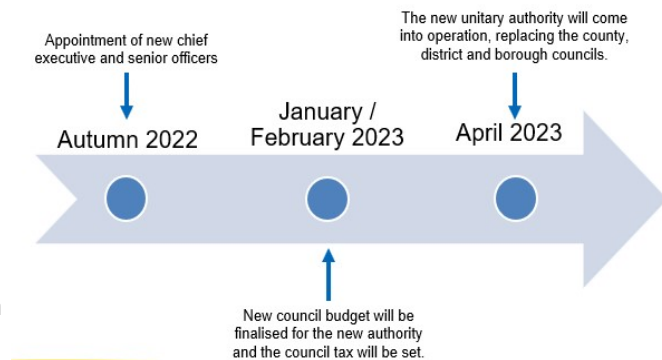 Appointment of new chief
executive and senior officers
Autumn 2022
January /
February 2023
New council budget will be
finalised for the new authority
and the council tax will be set.
The new unitary authority will come
into operation, replacing the county,
district and borough councils.
April 2023